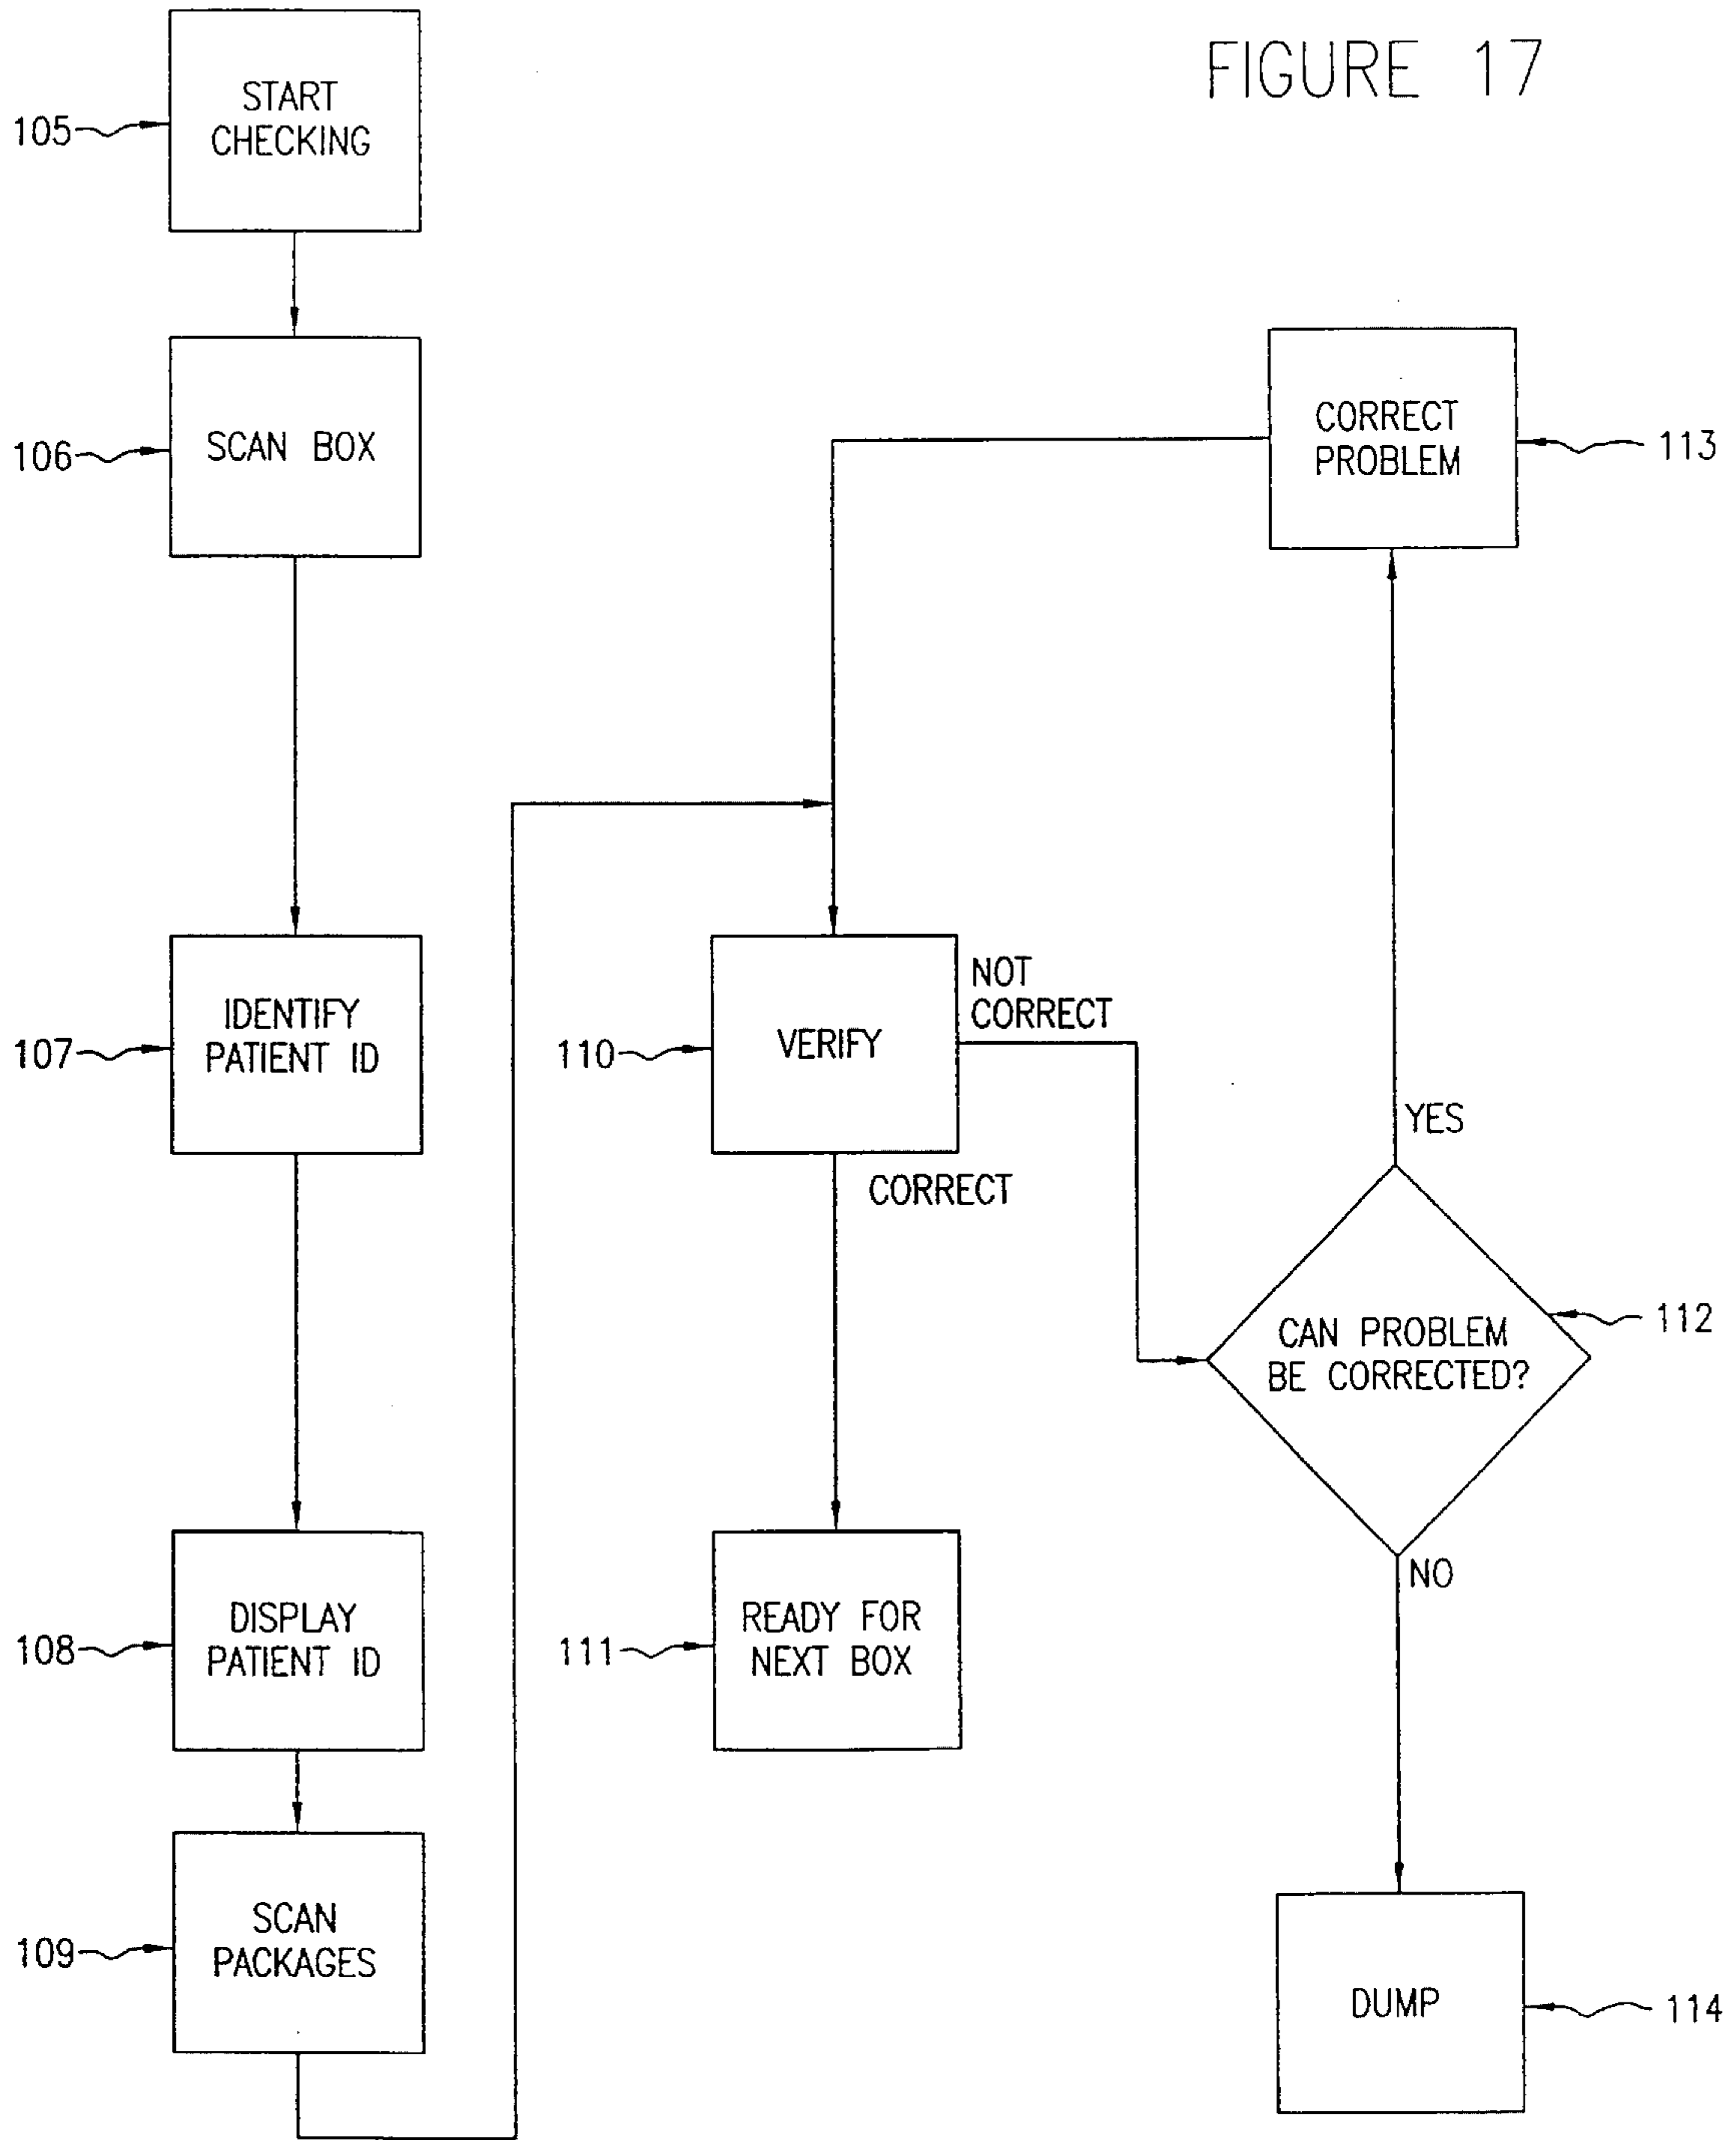 FIGURE 17
START
CHECKING
105
SCAN BOX
106
CORRECT
PROBLEM
113
IDENTIFY
PATIENT ID
107
VERIFY
110
NOT
CORRECT
CORRECT
YES
CAN PROBLEM
BE CORRECTED?
112
NO
DISPLAY
PATIENT ID
108
READY FOR
NEXT BOX
111
SCAN
PACKAGES
109
DUMP
114